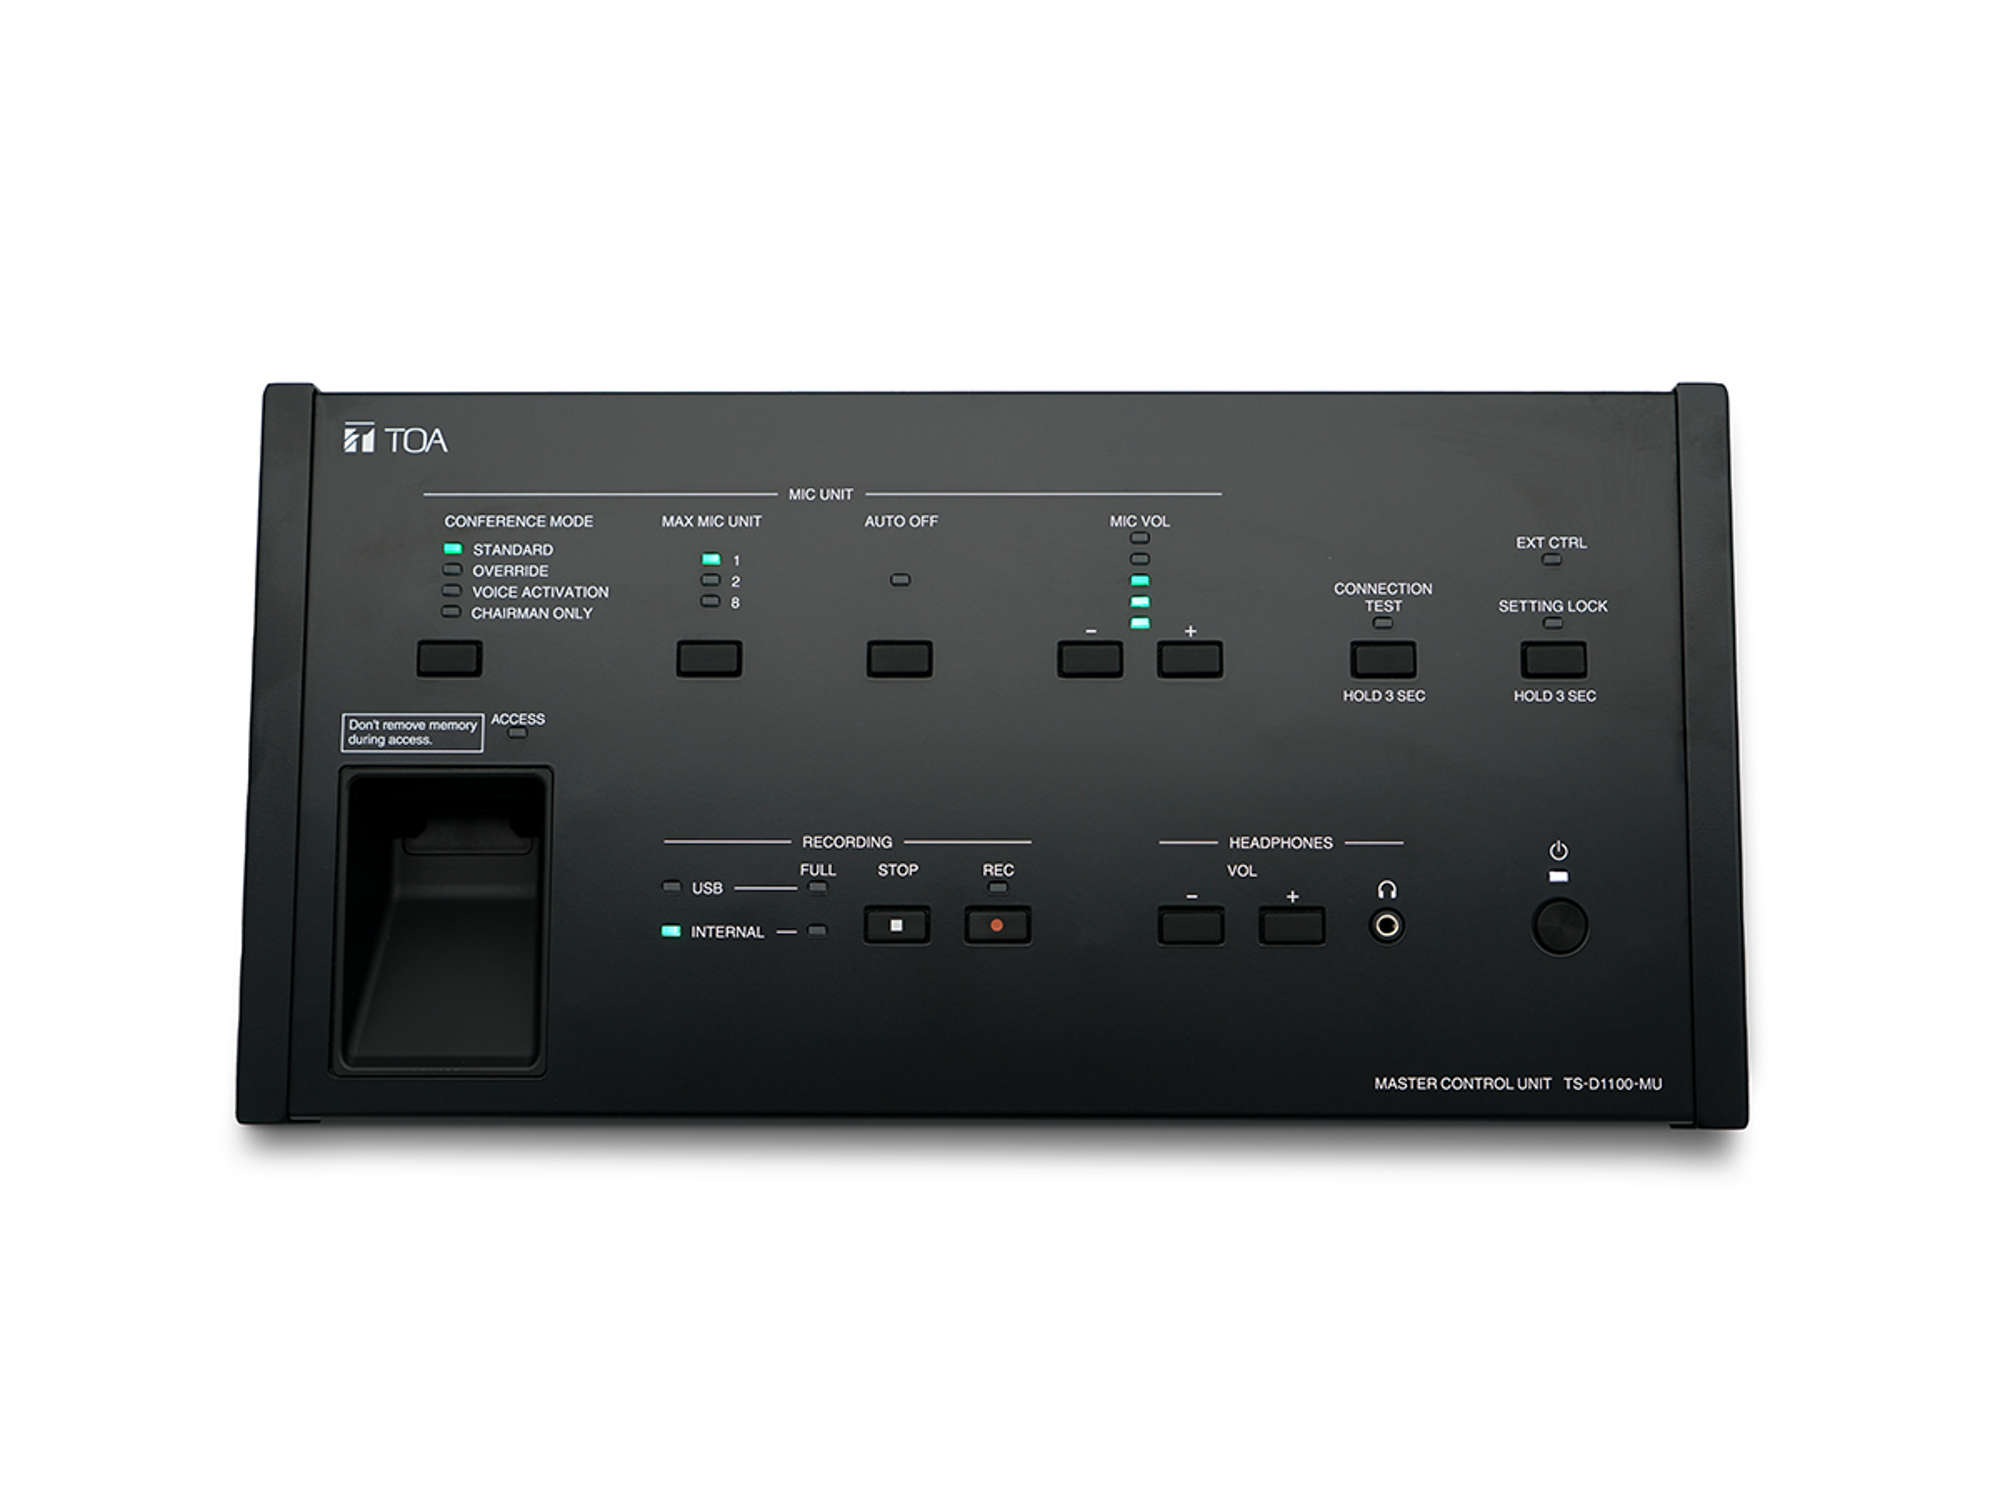 TOA
MIC UNIT
CONFERENCE MODE
STANDARD
OVERRIDE
VOICE ACTIVATION
CHAIRMAN ONLY
MAX MIC UNIT
1
2
8
AUTO OFF
MIC VOL
- +
CONNECTION
TEST
HOLD 3 SEC
EXT CTRL
SETTING LOCK
HOLD 3 SEC
Don't remove memory
during access.
ACCESS
RECORDING
FULL STOP REC
USB
INTERNAL
HEADPHONES
VOL
- +
MASTER CONTROL UNIT TS-D1100-MU